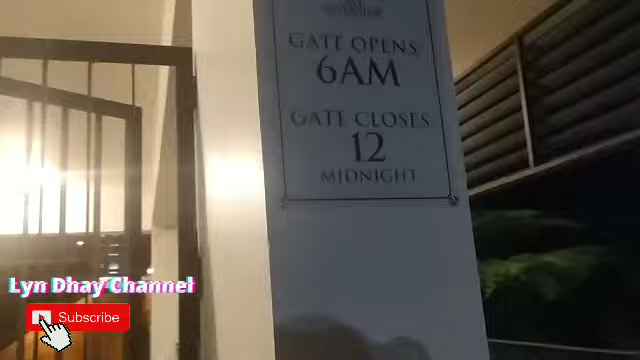 GATE OPENS
6AM
GATE CLOSES
12
MIDNIGHT
Lyn Dhay Channel
Subscribe